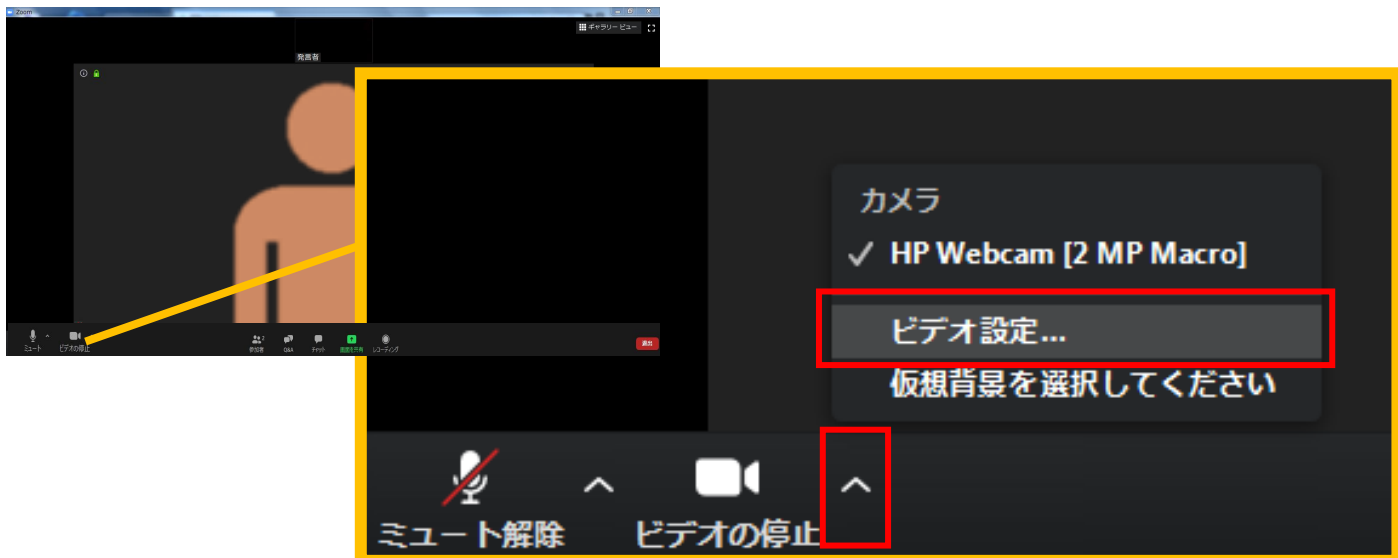 Zoom
ギャラリー ビュー
発言者
ミュート
ビデオの停止
参加者
2
Q&A
チャット
画面を共有
レコーディング
退出
カメラ
✓ HP Webcam [2 MP Macro]
ビデオ設定...
仮想背景を選択してください
ミュート解除
ビデオの停止